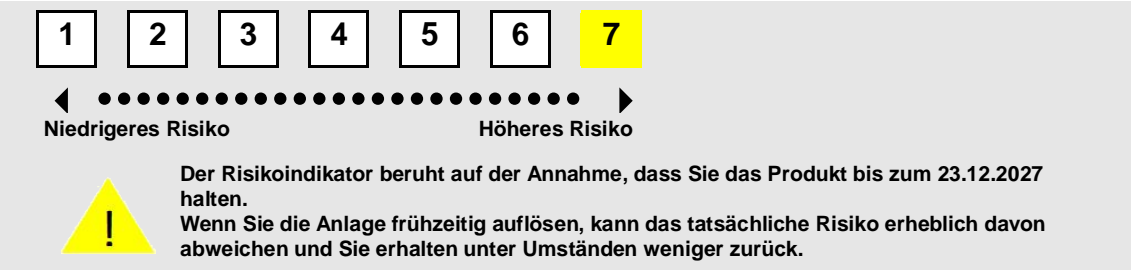 1 2 3 4 5 6 7
Niedrigeres Risiko Höheres Risiko
Der Risikoindikator beruht auf der Annahme, dass Sie das Produkt bis zum 23.12.2027
halten.
Wenn Sie die Anlage frühzeitig auflösen, kann das tatsächliche Risiko erheblich davon
abweichen und Sie erhalten unter Umständen weniger zurück.
!